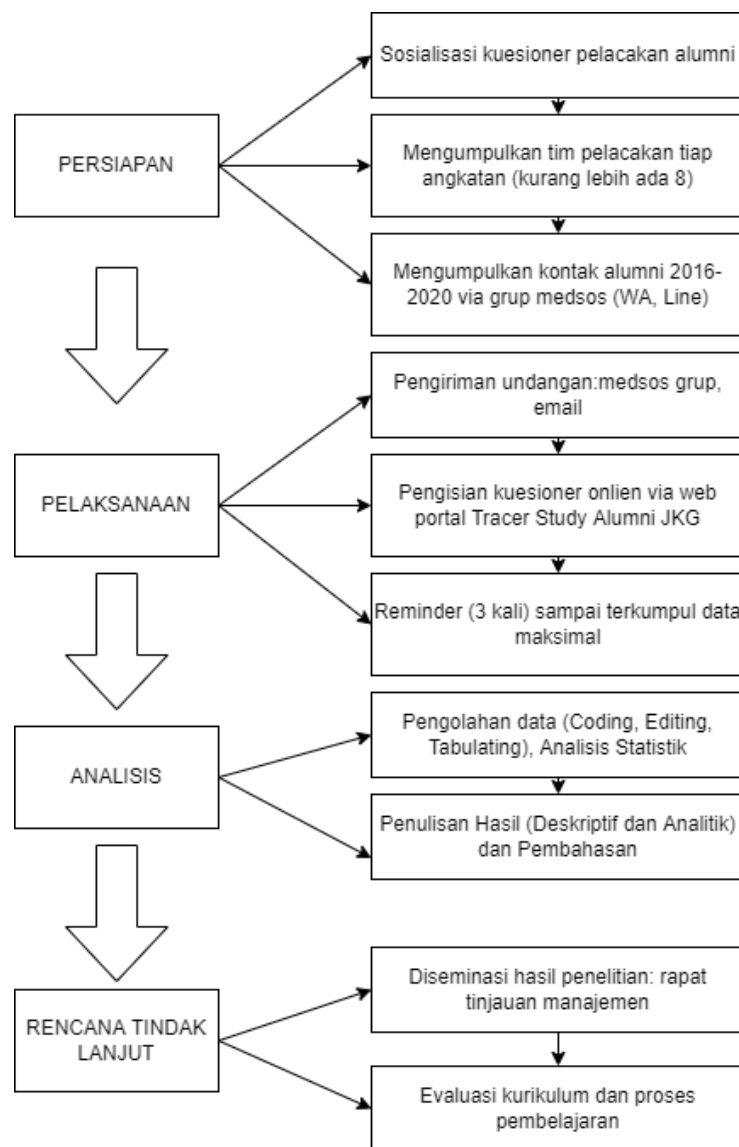 PERSIAPAN
Sosialisasi kuesioner pelacakan alumni
Mengumpulkan tim pelacakan tiap
angkatan (kurang lebih ada 8)
Mengumpulkan kontak alumni 2016-
2020 via grup medsos (WA, Line)
PELAKSANAAN
Pengiriman undangan:medsos grup,
email
Pengisian kuesioner onlien via web
portal Tracer Study Alumni JKG
Reminder (3 kali) sampai terkumpul data
maksimal
ANALISIS
Pengolahan data (Coding, Editing,
Tabulating), Analisis Statistik
Penulisan Hasil (Deskriptif dan Analitik)
dan Pembahasan
RENCANA TINDAK
LANJUT
Diseminasi hasil penelitian: rapat
tinjauan manajemen
Evaluasi kurikulum dan proses
pembelajaran